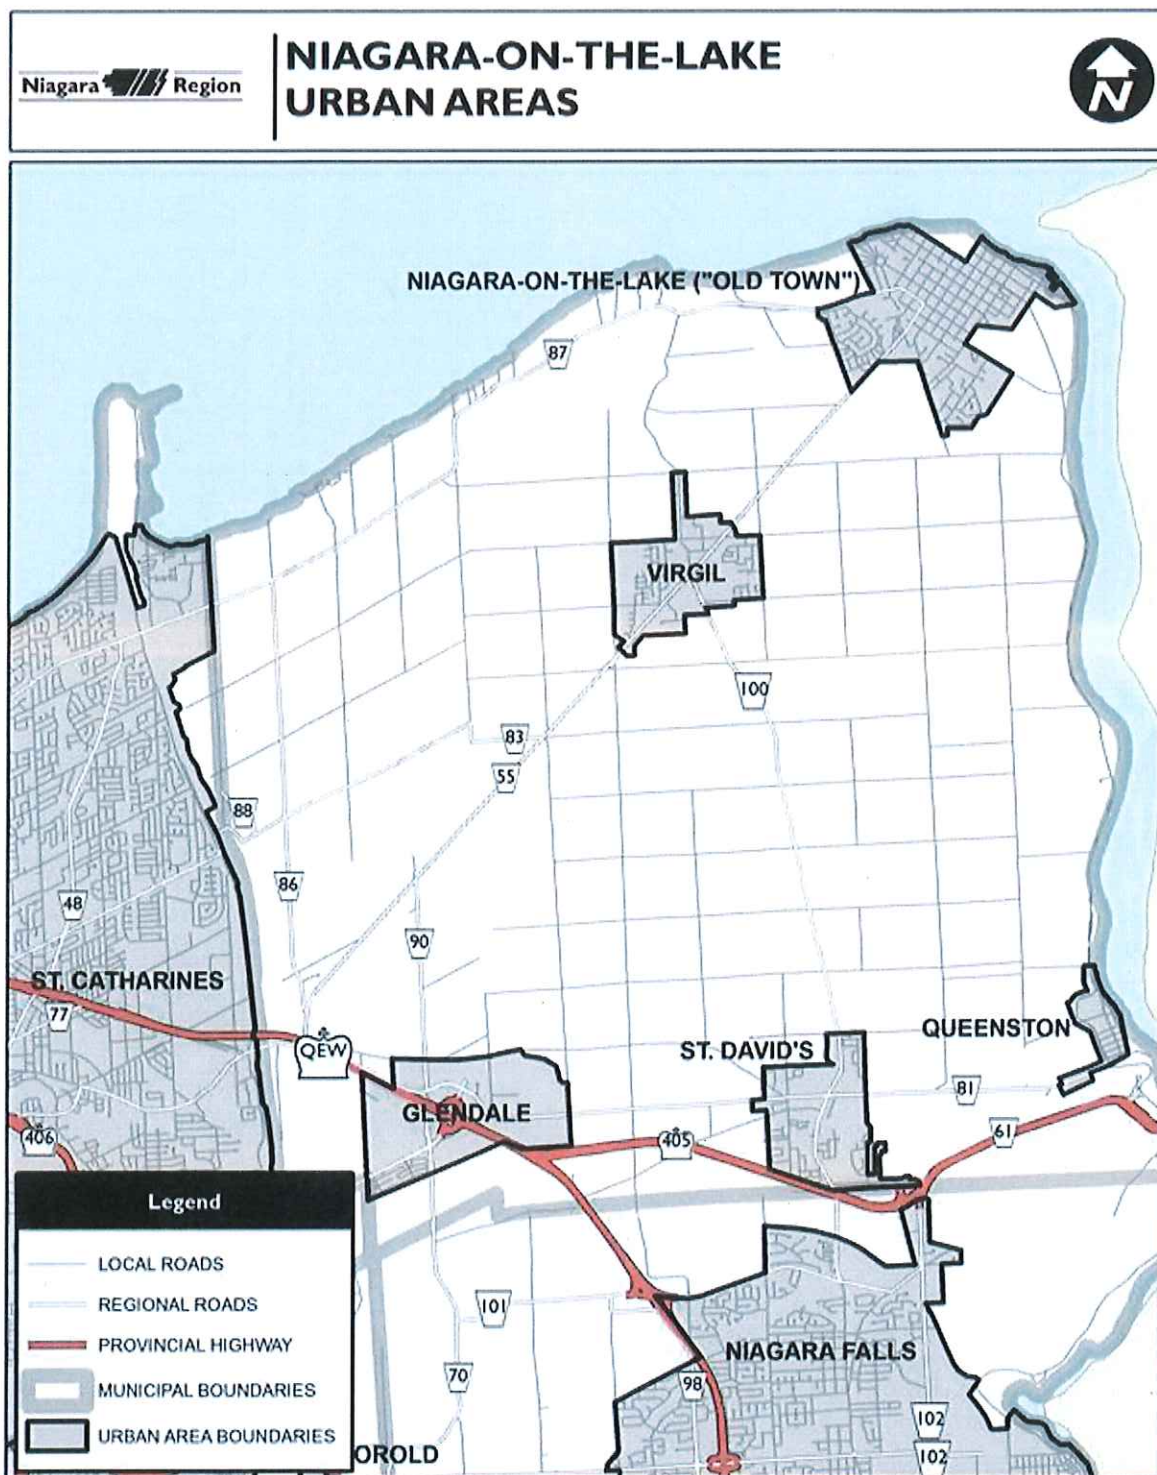 Niagara Region
NIAGARA-ON-THE-LAKE
URBAN AREAS
N
NIAGARA-ON-THE-LAKE ("OLD TOWN")
87
VIRGIL
100
83
55
88
86
48
90
ST. CATHARINES
77
QEW
QUEENSTON
ST. DAVID'S
81
GLENDALE
61
406
405
Legend
LOCAL ROADS
REGIONAL ROADS
PROVINCIAL HIGHWAY
MUNICIPAL BOUNDARIES
URBAN AREA BOUNDARIES
101
NIAGARA FALLS
70
98
102
102
OROLD